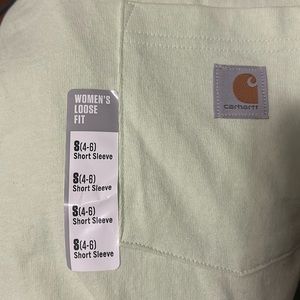 WOMEN'S
LOOSE
FIT
S(4-6)
Short Sleeve
S(4-6)
Short Sleeve
S(4-6)
Short Sleeve
S(4-6)
Short Sleeve
carhartt